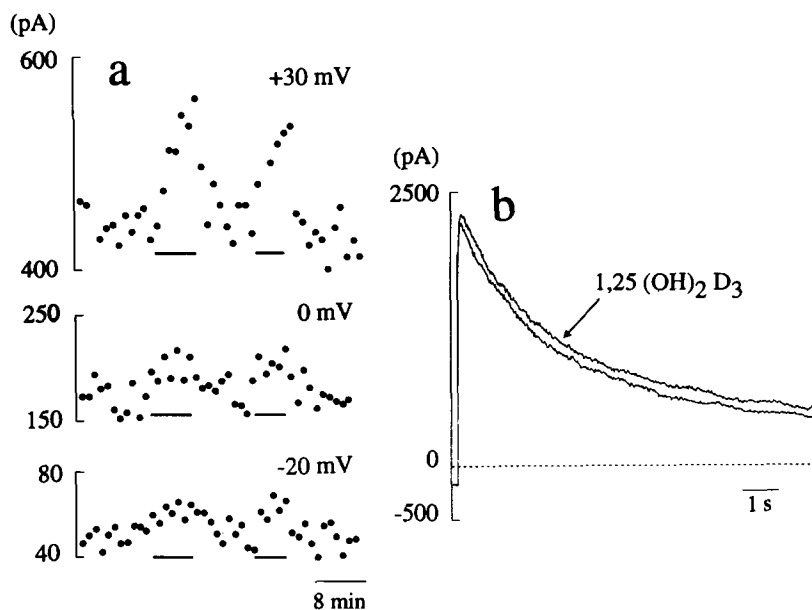 (pA)
600
a
+30 mV
400
250
0 mV
150
80
-20 mV
40
8 min
(pA)
2500
b
1,25 (OH)₂ D₃
0
-500
1 s